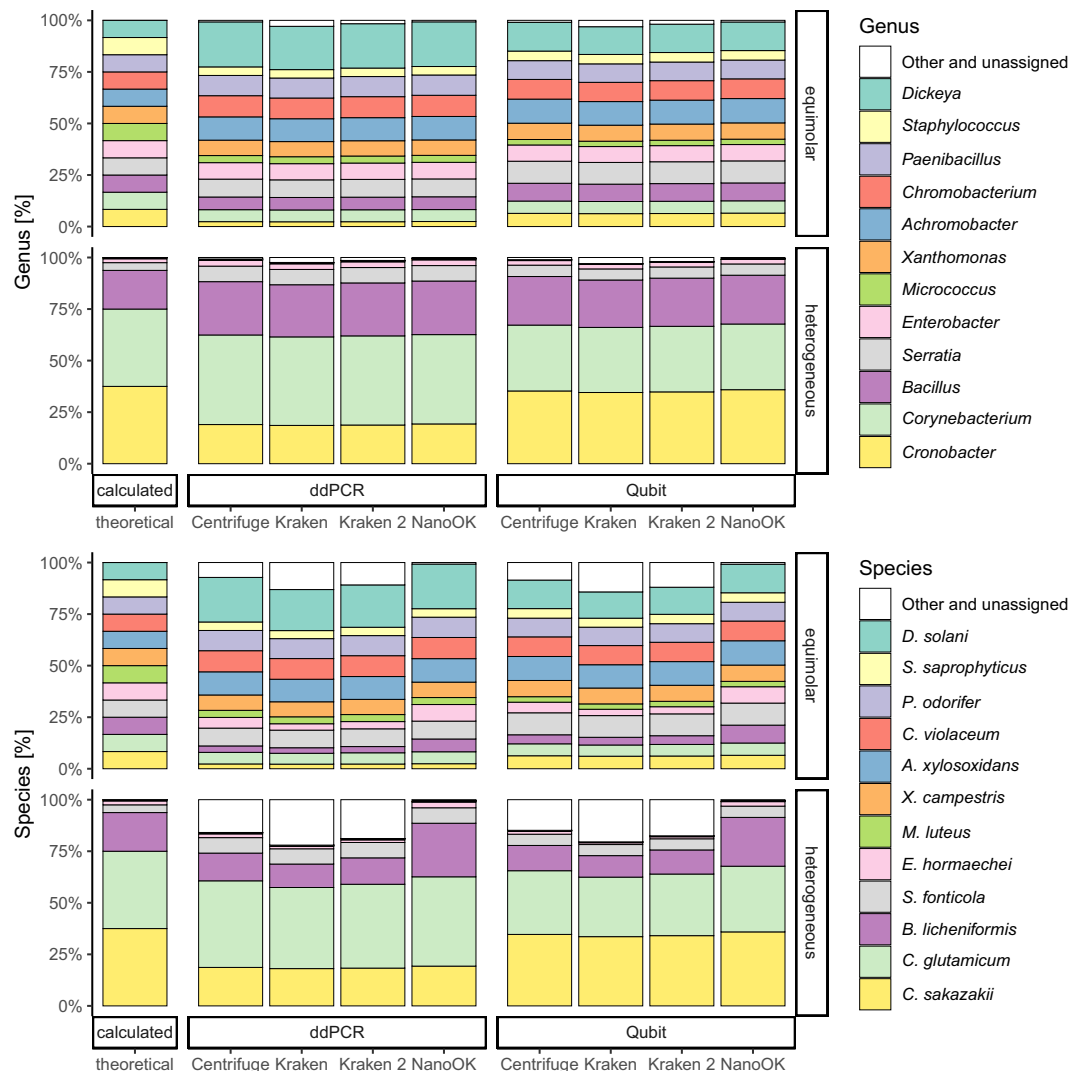 Genus [%]
100%
75%
50%
25%
0%
equimolar
100%
75%
50%
25%
0%
heterogeneous
calculated
ddPCR
Qubit
theoretical
Centrifuge
Kraken
Kraken 2
NanoOK
Centrifuge
Kraken
Kraken 2
NanoOK
Genus
Other and unassigned
Dickeya
Staphylococcus
Paenibacillus
Chromobacterium
Achromobacter
Xanthomonas
Micrococcus
Enterobacter
Serratia
Bacillus
Corynebacterium
Cronobacter
Species [%]
100%
75%
50%
25%
0%
equimolar
100%
75%
50%
25%
0%
heterogeneous
calculated
ddPCR
Qubit
theoretical
Centrifuge
Kraken
Kraken 2
NanoOK
Centrifuge
Kraken
Kraken 2
NanoOK
Species
Other and unassigned
D. solani
S. saprophyticus
P. odorifer
C. violaceum
A. xylosoxidans
X. campestris
M. luteus
E. hormaechei
S. fonticola
B. licheniformis
C. glutamicum
C. sakazakii